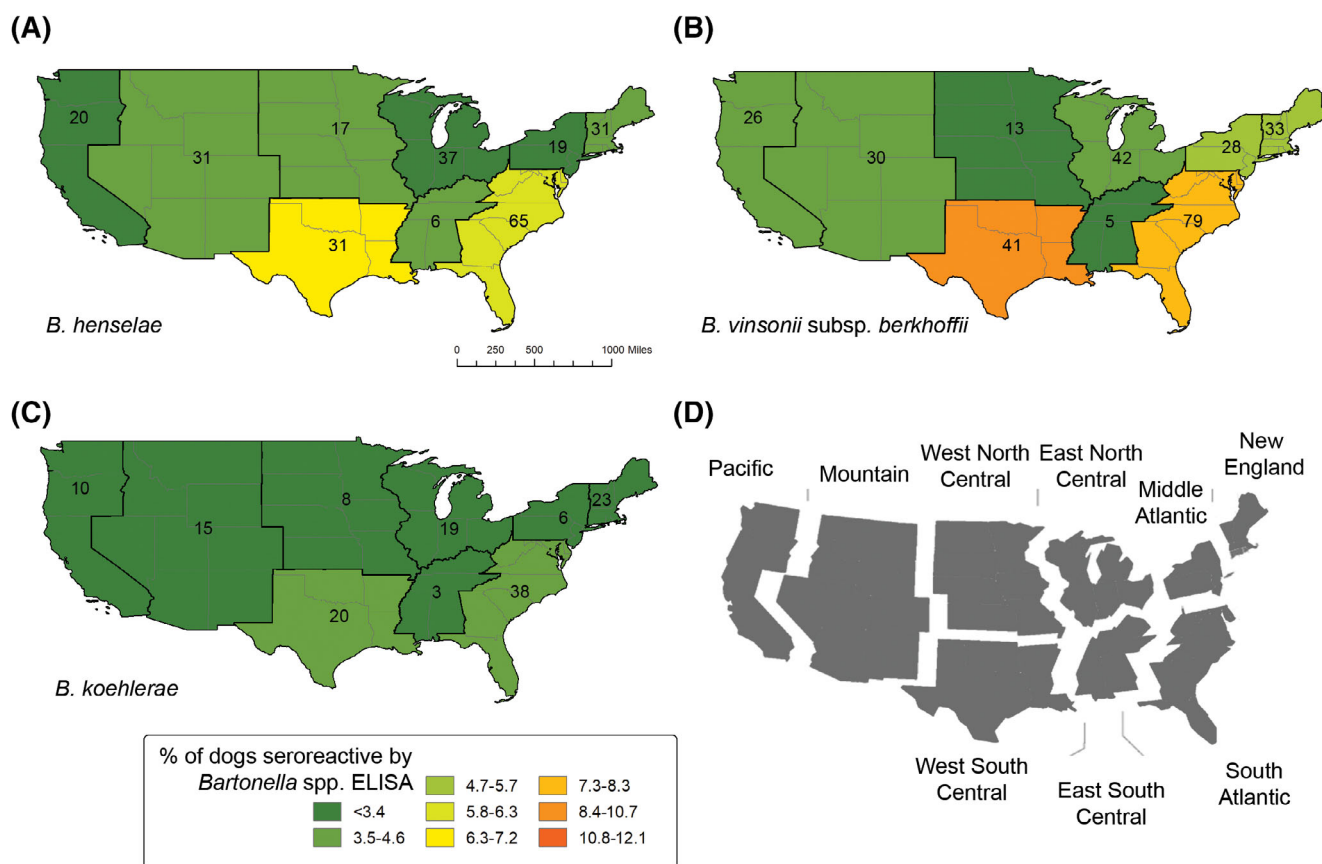 (A)
20
31
17
37
19
31
6
65
31
B. henselae
0 250 500 1000 Miles
(B)
26
30
13
42
28
33
5
79
41
B. vinsonii subsp. berkhoffii
(C)
10
15
8
19
6
23
3
38
20
B. koehlerae
% of dogs seroreactive by
Bartonella spp. ELISA
<3.4
3.5-4.6
4.7-5.7
5.8-6.3
6.3-7.2
7.3-8.3
8.4-10.7
10.8-12.1
(D)
Pacific
Mountain
West North
Central
East North
Central
Middle
Atlantic
New
England
West South
Central
East South
Central
South
Atlantic